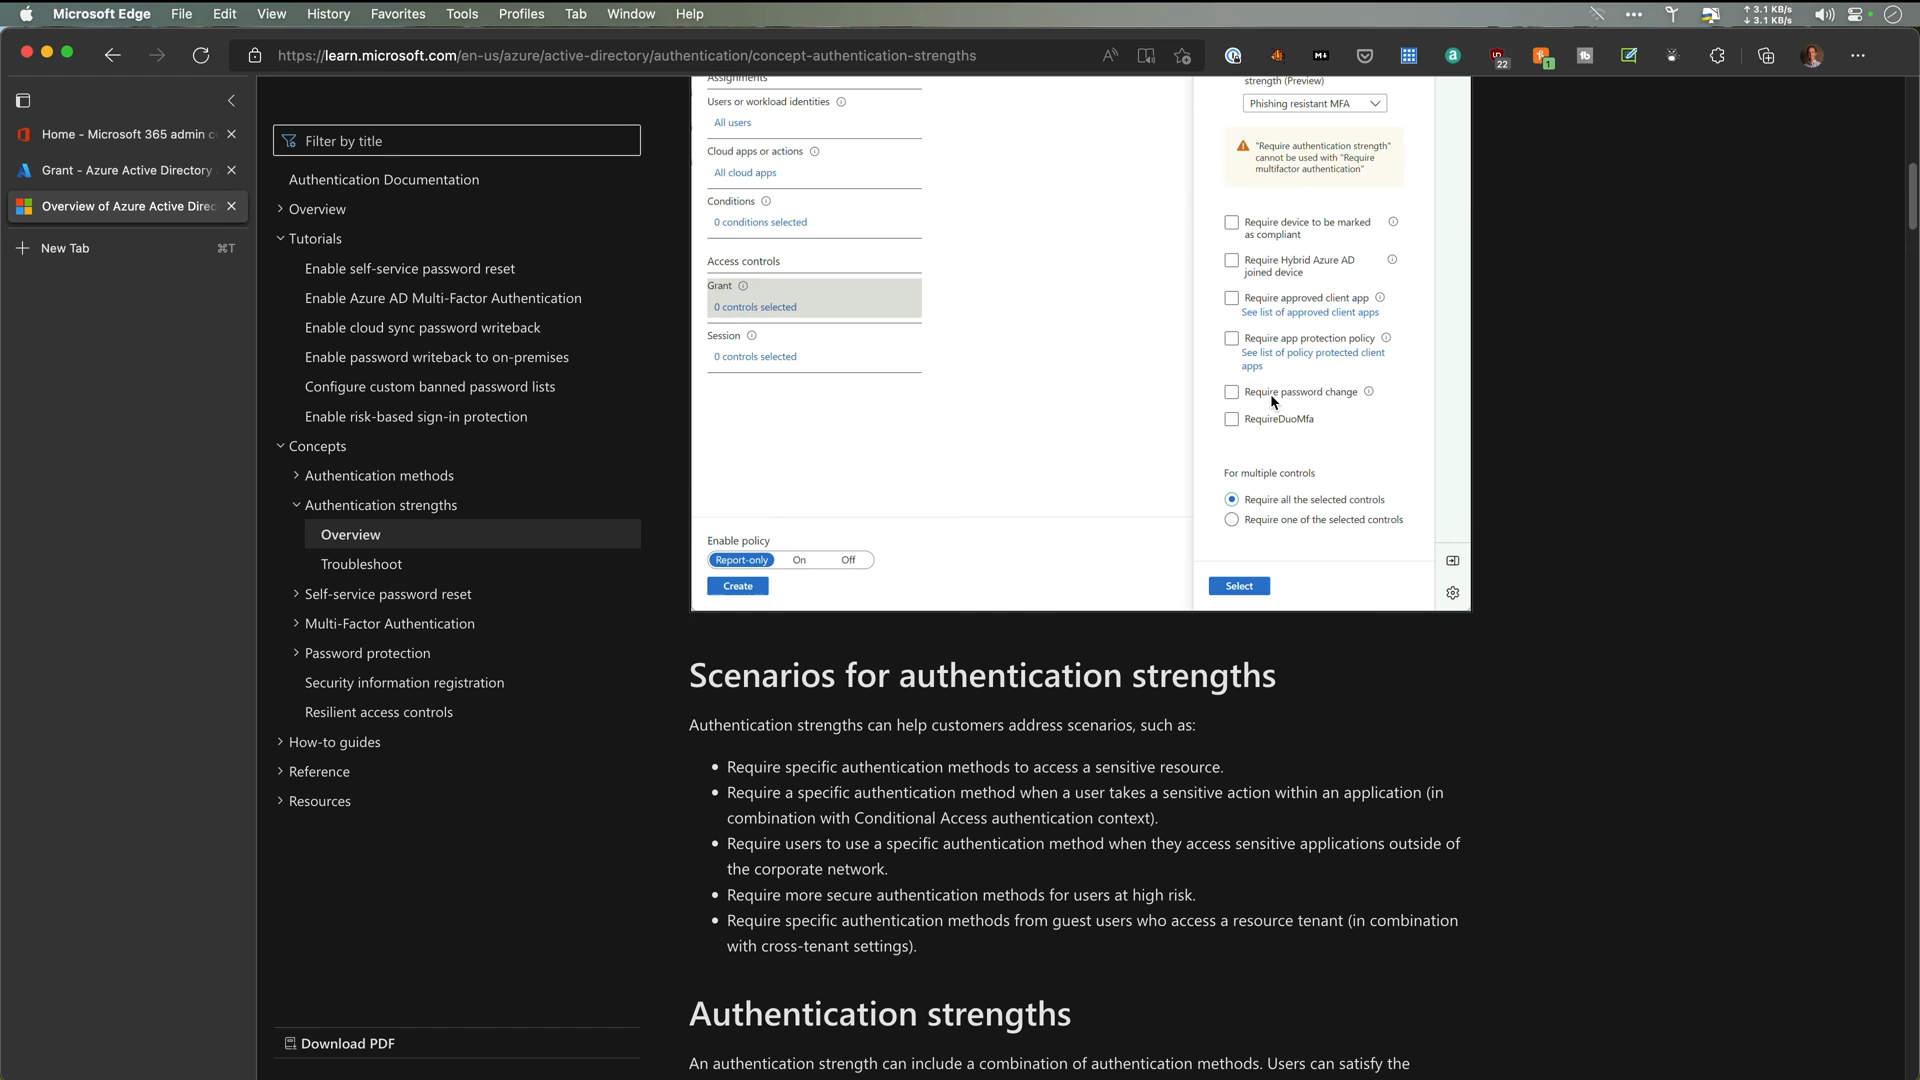 Microsoft Edge File Edit View History Favorites Tools Profiles Tab Window Help
3.1 KB/s
3.1 KB/s
https://learn.microsoft.com/en-us/azure/active-directory/authentication/concept-authentication-strengths
22
1
Home - Microsoft 365 admin c
Grant - Azure Active Directory
Overview of Azure Active Direc
New Tab ⌘T
Filter by title
Authentication Documentation
Overview
Tutorials
Enable self-service password reset
Enable Azure AD Multi-Factor Authentication
Enable cloud sync password writeback
Enable password writeback to on-premises
Configure custom banned password lists
Enable risk-based sign-in protection
Concepts
Authentication methods
Authentication strengths
Overview
Troubleshoot
Self-service password reset
Multi-Factor Authentication
Password protection
Security information registration
Resilient access controls
How-to guides
Reference
Resources
Download PDF
Assignments
Users or workload identities
All users
Cloud apps or actions
All cloud apps
Conditions
0 conditions selected
Access controls
Grant
0 controls selected
Session
0 controls selected
Enable policy
Report-only On Off
Create
strength (Preview)
Phishing resistant MFA
"Require authentication strength"
cannot be used with "Require
multifactor authentication"
Require device to be marked
as compliant
Require Hybrid Azure AD
joined device
Require approved client app
See list of approved client apps
Require app protection policy
See list of policy protected client
apps
Require password change
RequireDuoMfa
For multiple controls
Require all the selected controls
Require one of the selected controls
Select
Scenarios for authentication strengths
Authentication strengths can help customers address scenarios, such as:
• Require specific authentication methods to access a sensitive resource.
• Require a specific authentication method when a user takes a sensitive action within an application (in
combination with Conditional Access authentication context).
• Require users to use a specific authentication method when they access sensitive applications outside of
the corporate network.
• Require more secure authentication methods for users at high risk.
• Require specific authentication methods from guest users who access a resource tenant (in combination
with cross-tenant settings).
Authentication strengths
An authentication strength can include a combination of authentication methods. Users can satisfy the